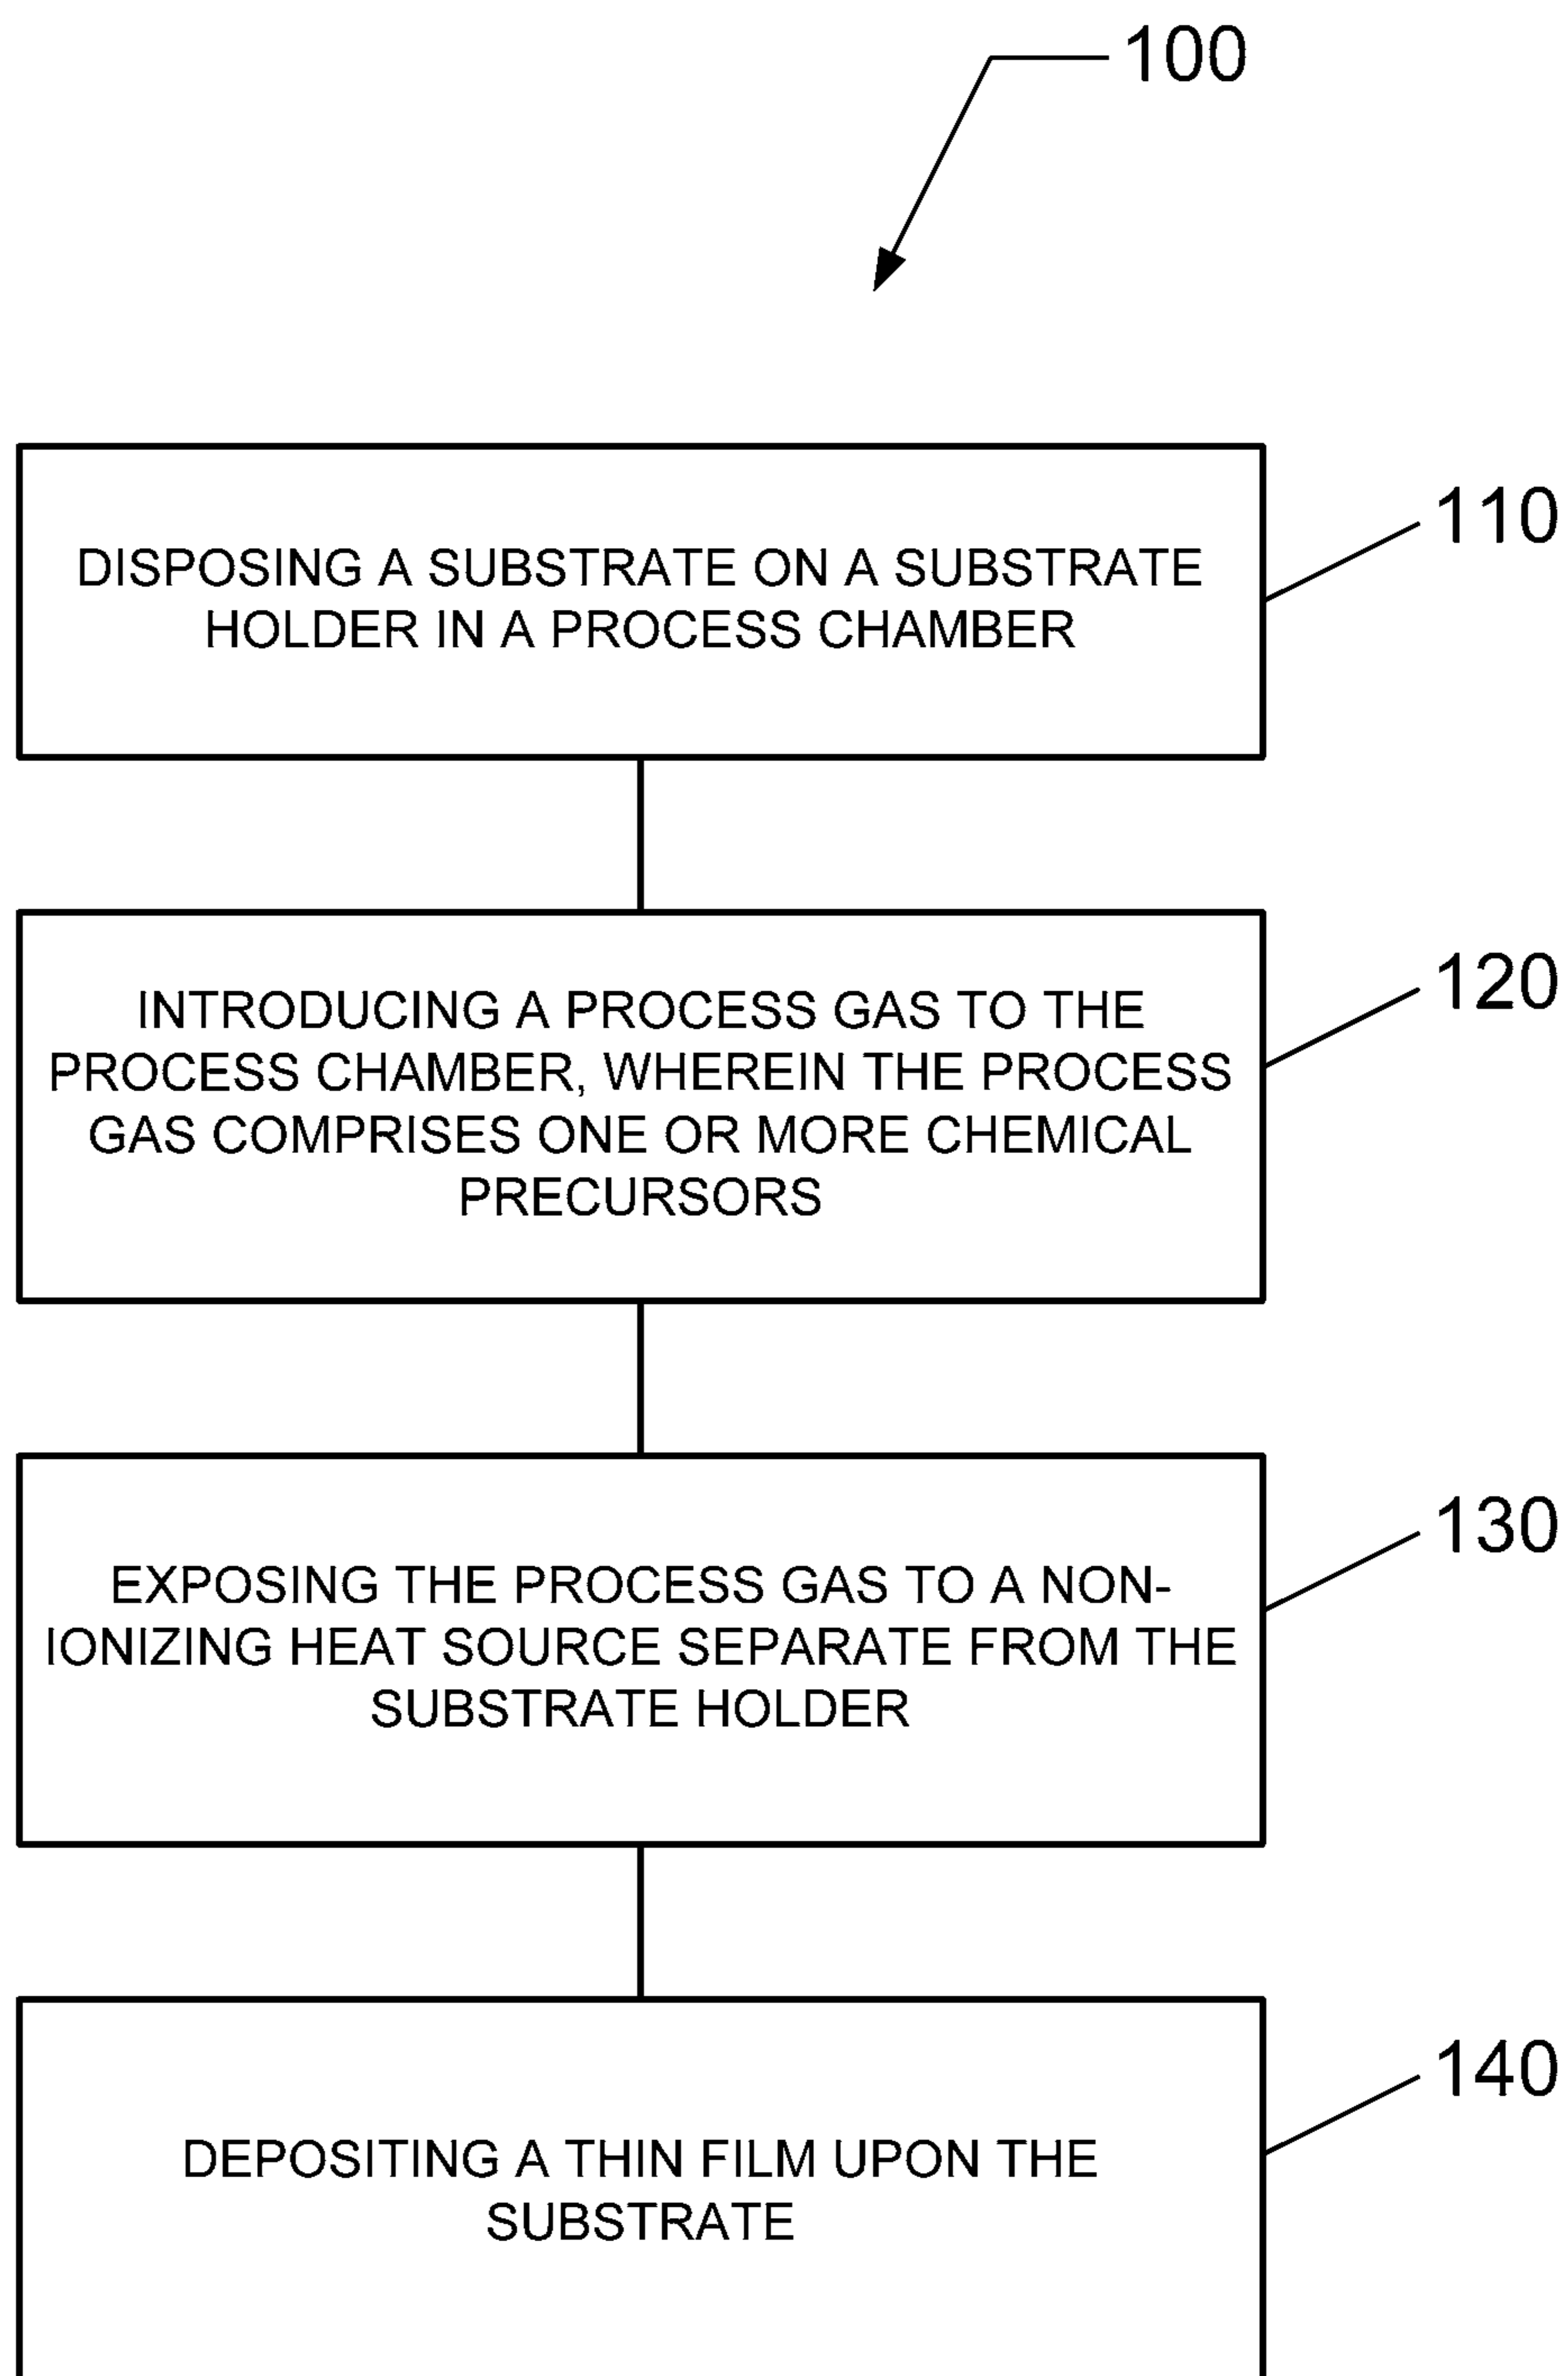 100
DISPOSING A SUBSTRATE ON A SUBSTRATE
HOLDER IN A PROCESS CHAMBER
110
INTRODUCING A PROCESS GAS TO THE
PROCESS CHAMBER, WHEREIN THE PROCESS
GAS COMPRISES ONE OR MORE CHEMICAL
PRECURSORS
120
EXPOSING THE PROCESS GAS TO A NON-
IONIZING HEAT SOURCE SEPARATE FROM THE
SUBSTRATE HOLDER
130
DEPOSITING A THIN FILM UPON THE
SUBSTRATE
140